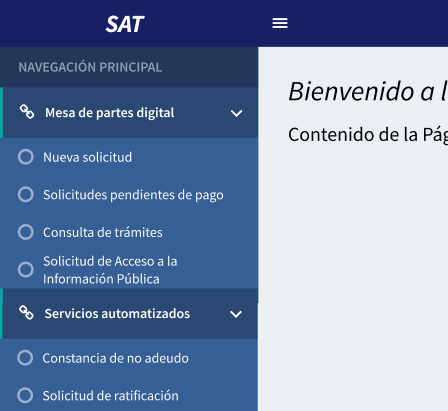 SAT
NAVEGACIÓN PRINCIPAL
Mesa de partes digital
Nueva solicitud
Solicitudes pendientes de pago
Consulta de trámites
Solicitud de Acceso a la
Información Pública
Servicios automatizados
Constancia de no adeudo
Solicitud de ratificación
Bienvenido a l
Contenido de la Pág